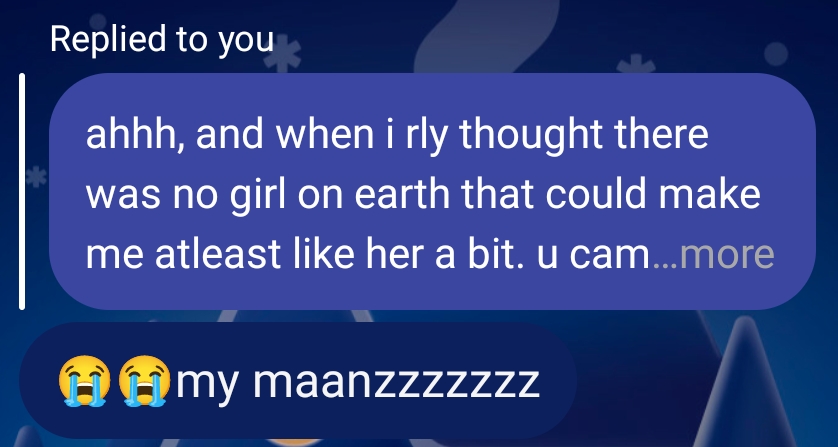 Replied to you
ahhh, and when i rly thought there
was no girl on earth that could make
me atleast like her a bit. u cam...more
😭😭my maanzzzzzzz